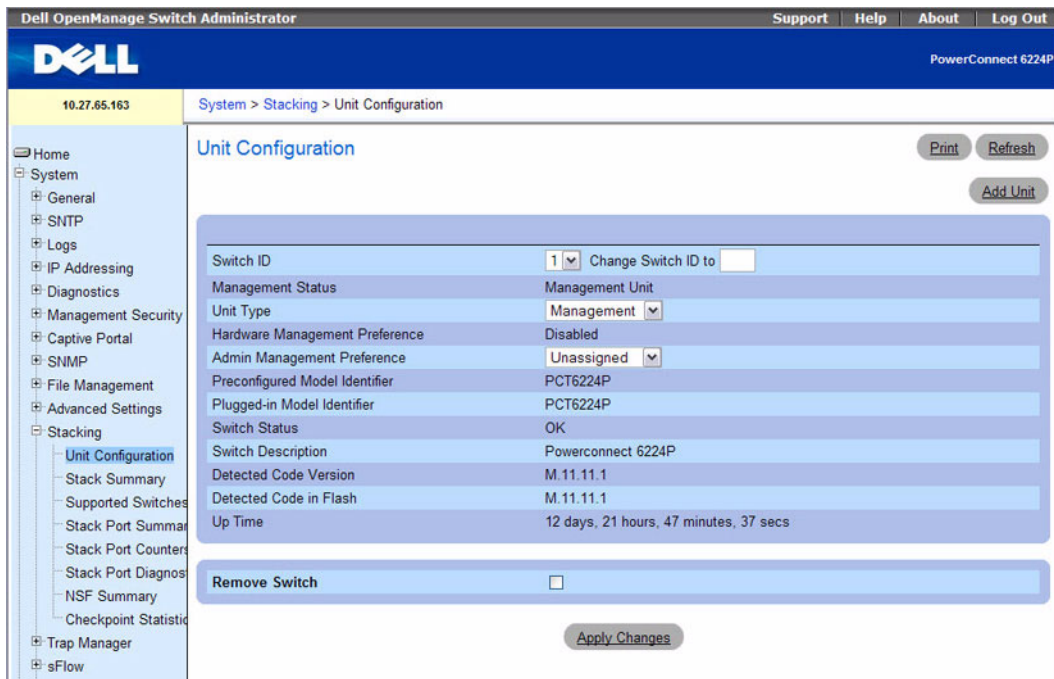 Dell OpenManage Switch Administrator
Support Help About Log Out
DELL
PowerConnect 6224P
10.27.65.163
System > Stacking > Unit Configuration
Home
System
General
SNTP
Logs
IP Addressing
Diagnostics
Management Security
Captive Portal
SNMP
File Management
Advanced Settings
Stacking
Unit Configuration
Stack Summary
Supported Switches
Stack Port Summar
Stack Port Counters
Stack Port Diagnos
NSF Summary
Checkpoint Statistic
Trap Manager
sFlow
Unit Configuration
Print Refresh
Add Unit
Switch ID 1 Change Switch ID to
Management Status Management Unit
Unit Type Management
Hardware Management Preference Disabled
Admin Management Preference Unassigned
Preconfigured Model Identifier PCT6224P
Plugged-in Model Identifier PCT6224P
Switch Status OK
Switch Description Powerconnect 6224P
Detected Code Version M.11.11.1
Detected Code in Flash M.11.11.1
Up Time 12 days, 21 hours, 47 minutes, 37 secs
Remove Switch
Apply Changes